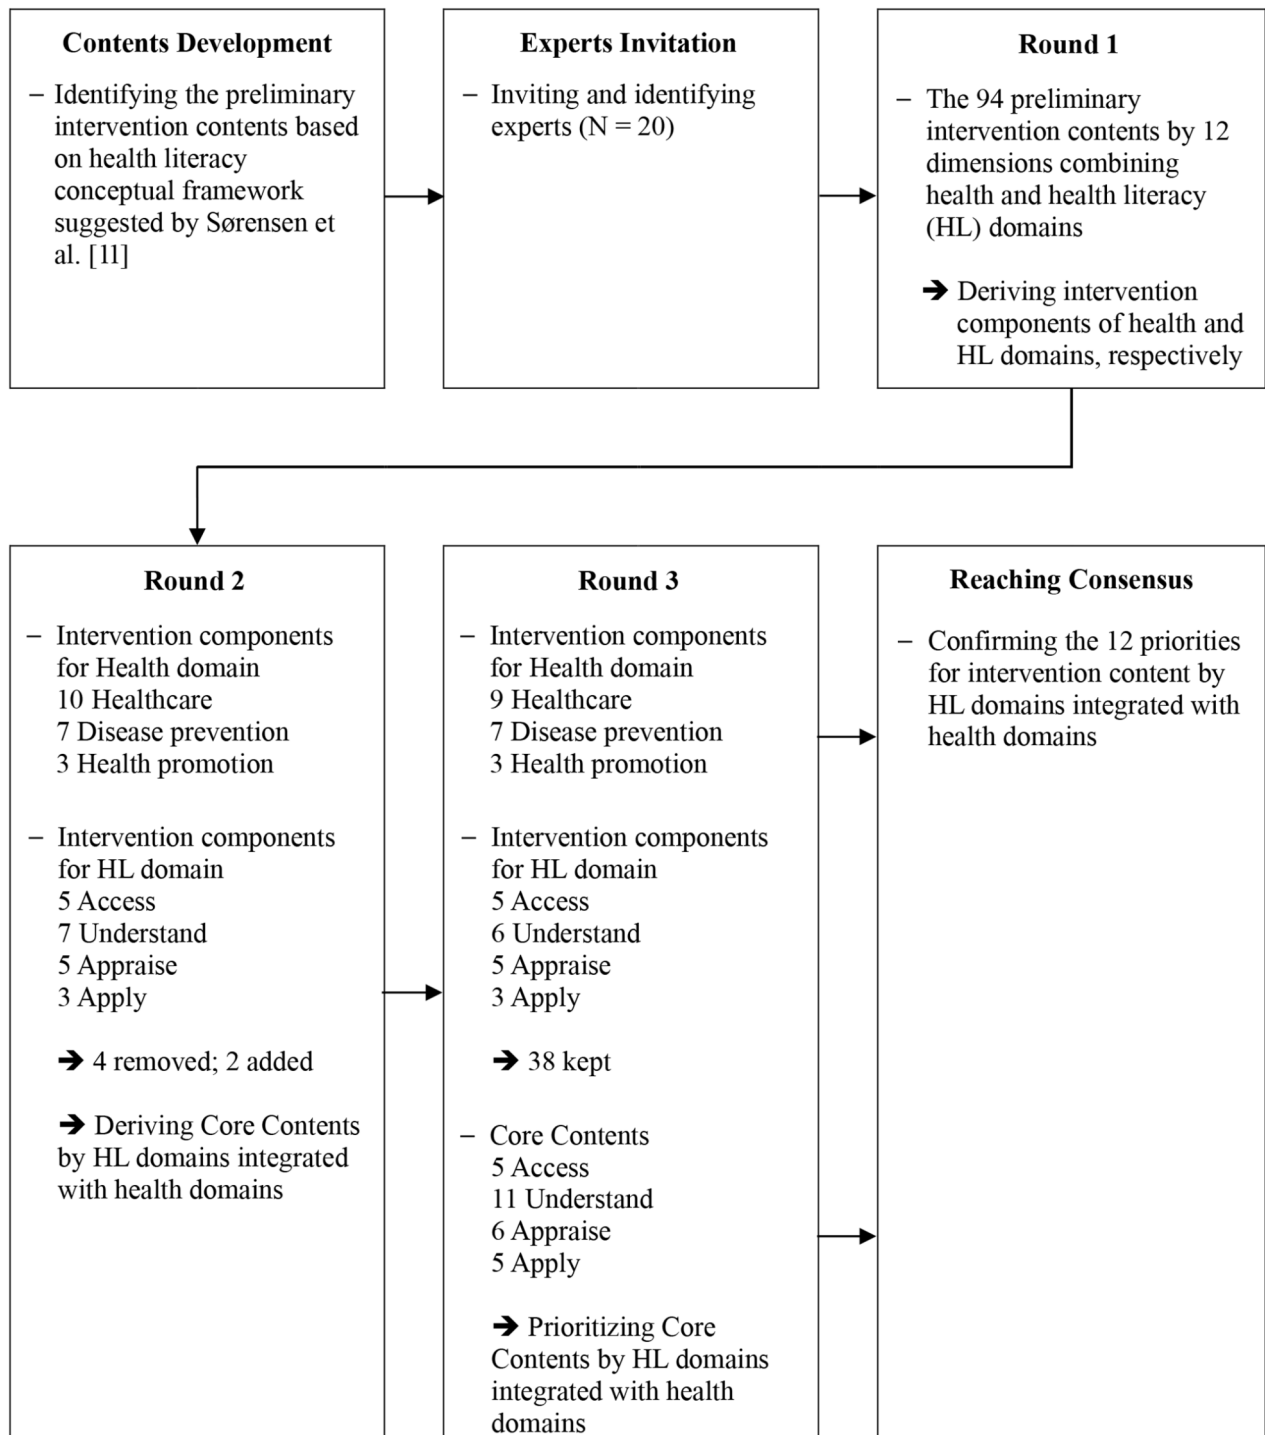 Contents Development
– Identifying the preliminary
intervention contents based
on health literacy
conceptual framework
suggested by Sørensen et
al. [11]
Experts Invitation
– Inviting and identifying
experts (N = 20)
Round 1
– The 94 preliminary
intervention contents by 12
dimensions combining
health and health literacy
(HL) domains
➔ Deriving intervention
components of health and
HL domains, respectively
Round 2
– Intervention components
for Health domain
10 Healthcare
7 Disease prevention
3 Health promotion
– Intervention components
for HL domain
5 Access
7 Understand
5 Appraise
3 Apply
➔ 4 removed; 2 added
➔ Deriving Core Contents
by HL domains integrated
with health domains
Round 3
– Intervention components
for Health domain
9 Healthcare
7 Disease prevention
3 Health promotion
– Intervention components
for HL domain
5 Access
6 Understand
5 Appraise
3 Apply
➔ 38 kept
– Core Contents
5 Access
11 Understand
6 Appraise
5 Apply
➔ Prioritizing Core
Contents by HL domains
integrated with health
domains
Reaching Consensus
– Confirming the 12 priorities
for intervention content by
HL domains integrated with
health domains